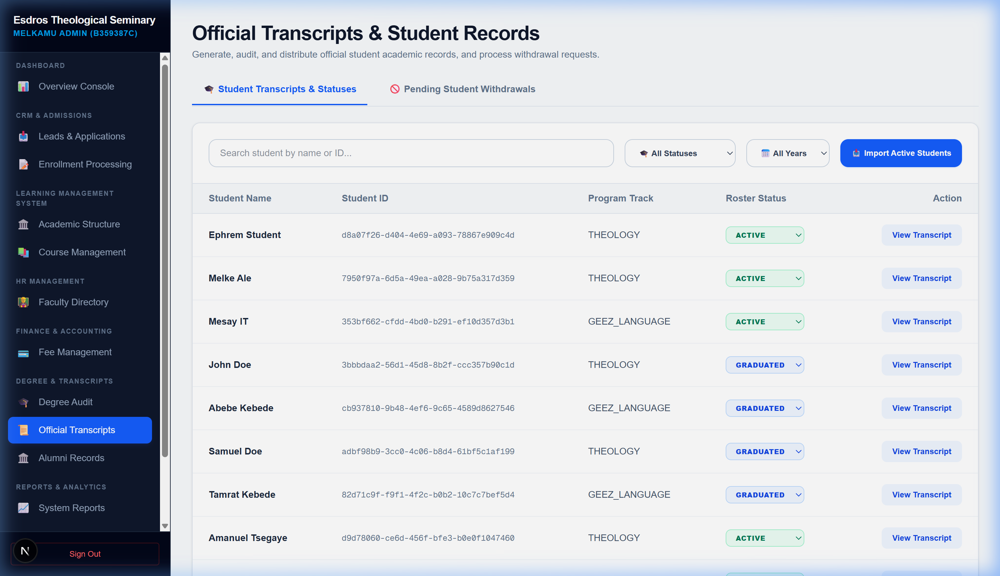 Esdros Theological Seminary
MELKAMU ADMIN (B359387C)
DASHBOARD
Overview Console
CRM & ADMISSIONS
Leads & Applications
Enrollment Processing
LEARNING MANAGEMENT
SYSTEM
Academic Structure
Course Management
HR MANAGEMENT
Faculty Directory
FINANCE & ACCOUNTING
Fee Management
DEGREE & TRANSCRIPTS
Degree Audit
Official Transcripts
Alumni Records
REPORTS & ANALYTICS
System Reports
N
Sign Out
Official Transcripts & Student Records
Generate, audit, and distribute official student academic records, and process withdrawal requests.
Student Transcripts & Statuses Pending Student Withdrawals
Search student by name or ID... All Statuses All Years Import Active Students
Student Name Student ID Program Track Roster Status Action
Ephrem Student d8a07f26-d404-4e69-a093-78867e909c4d THEOLOGY ACTIVE View Transcript
Melke Ale 7950f97a-6d5a-49ea-a028-9b75a317d359 THEOLOGY ACTIVE View Transcript
Mesay IT 353bf662-cfdd-4bd0-b291-ef10d357d3b1 GEEZ_LANGUAGE ACTIVE View Transcript
John Doe 3bbbdaa2-56d1-45d8-8b2f-ccc357b90c1d THEOLOGY GRADUATED View Transcript
Abebe Kebede cb937810-9b48-4ef6-9c65-4589d8627546 GEEZ_LANGUAGE GRADUATED View Transcript
Samuel Doe adbf98b9-3cc0-4c06-b8d4-61bf5c1af199 THEOLOGY GRADUATED View Transcript
Tamrat Kebede 82d71c9f-f9f1-4f2c-b0b2-10c7c7bef5d4 GEEZ_LANGUAGE GRADUATED View Transcript
Amanuel Tsegaye d9d78060-ce6d-456f-bfe3-b0e0f1047460 THEOLOGY ACTIVE View Transcript